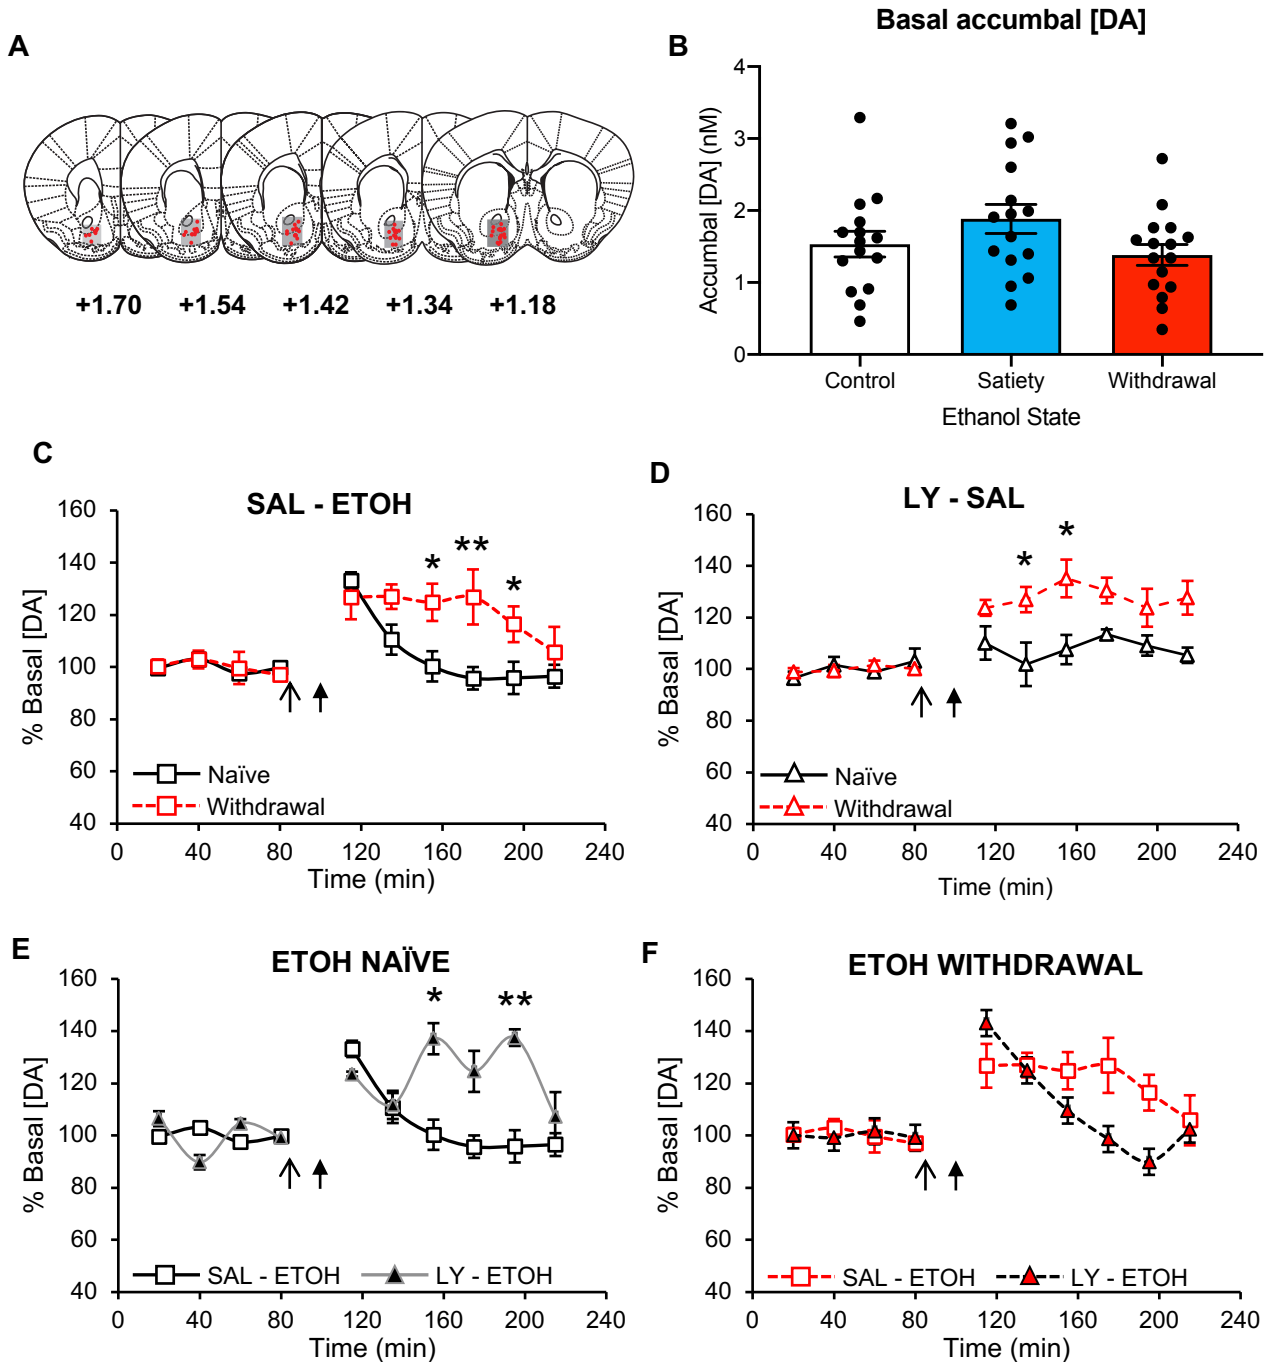 A
+1.70 +1.54 +1.42 +1.34 +1.18
B
Basal accumbal [DA]
Accumbal [DA] (nM)
4
3
2
1
0
Control Satiety Withdrawal
Ethanol State
C
SAL - ETOH
% Basal [DA]
160
140
120
100
80
60
40
* ** *
Naïve
Withdrawal
0 40 80 120 160 200 240
Time (min)
D
LY - SAL
% Basal [DA]
160
140
120
100
80
60
40
* *
Naïve
Withdrawal
0 40 80 120 160 200 240
Time (min)
E
ETOH NAÏVE
% Basal [DA]
160
140
120
100
80
60
40
* **
SAL - ETOH LY - ETOH
0 40 80 120 160 200 240
Time (min)
F
ETOH WITHDRAWAL
% Basal [DA]
160
140
120
100
80
60
40
SAL - ETOH LY - ETOH
0 40 80 120 160 200 240
Time (min)